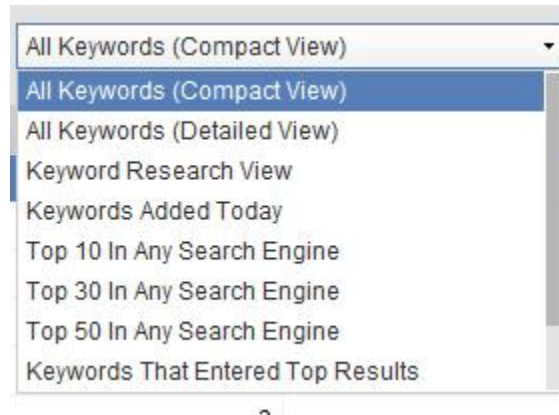 All Keywords (Compact View)
All Keywords (Compact View)
All Keywords (Detailed View)
Keyword Research View
Keywords Added Today
Top 10 In Any Search Engine
Top 30 In Any Search Engine
Top 50 In Any Search Engine
Keywords That Entered Top Results